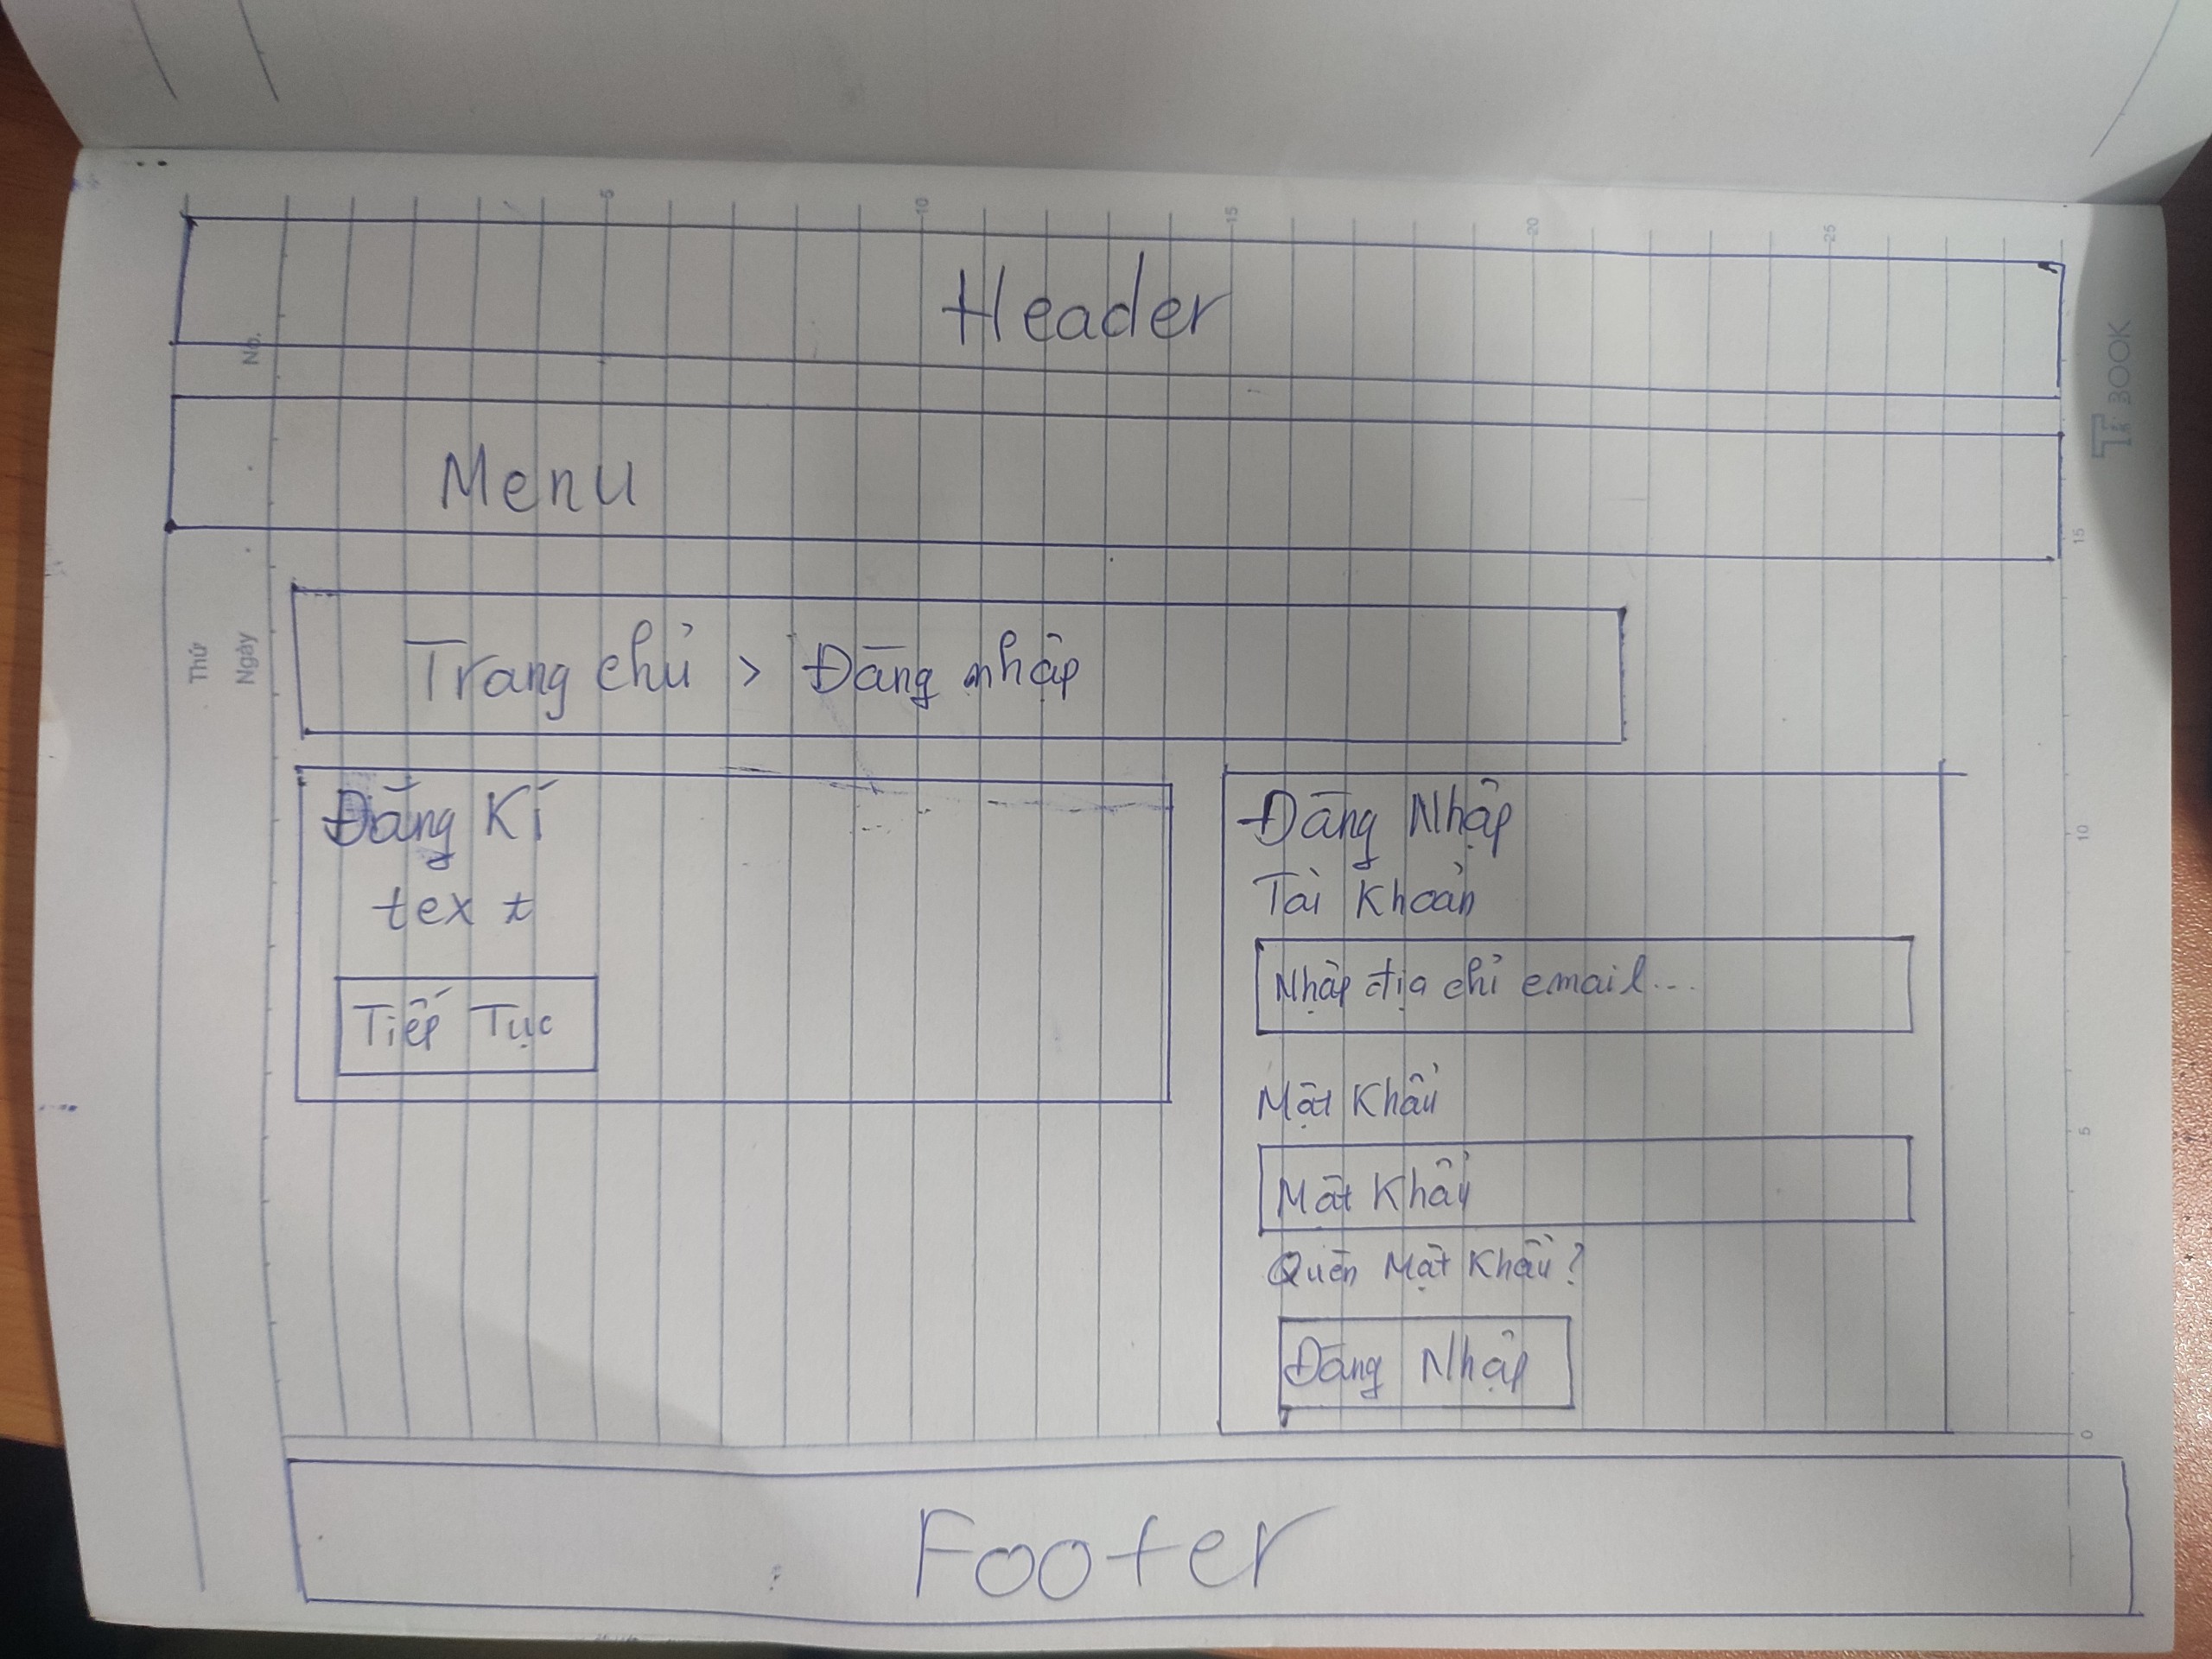 Header
Menu
Trang chủ > Đăng nhập
Đăng Kí
text
Tiếp Tục
Đăng Nhập
Tài Khoản
Nhập địa chỉ email...
Mật Khẩu
Mật Khẩu
Quên Mật Khẩu?
Đăng Nhập
Footer
No.
Thứ
Ngày
5
10
15
20
25
BOOK
15
10
5
0